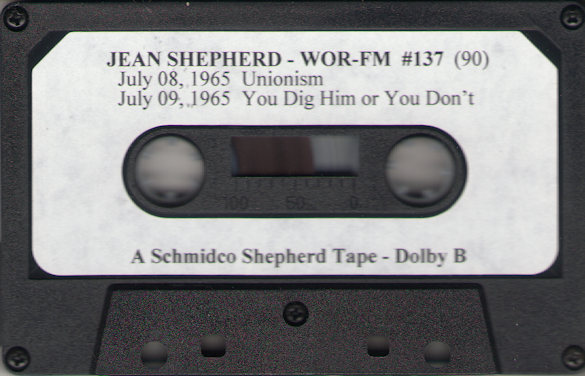 JEAN SHEPHERD - WOR-FM #137 (90)
July 08, 1965 Unionism
July 09, 1965 You Dig Him or You Don't
100 50 0
A Schmidco Shepherd Tape - Dolby B